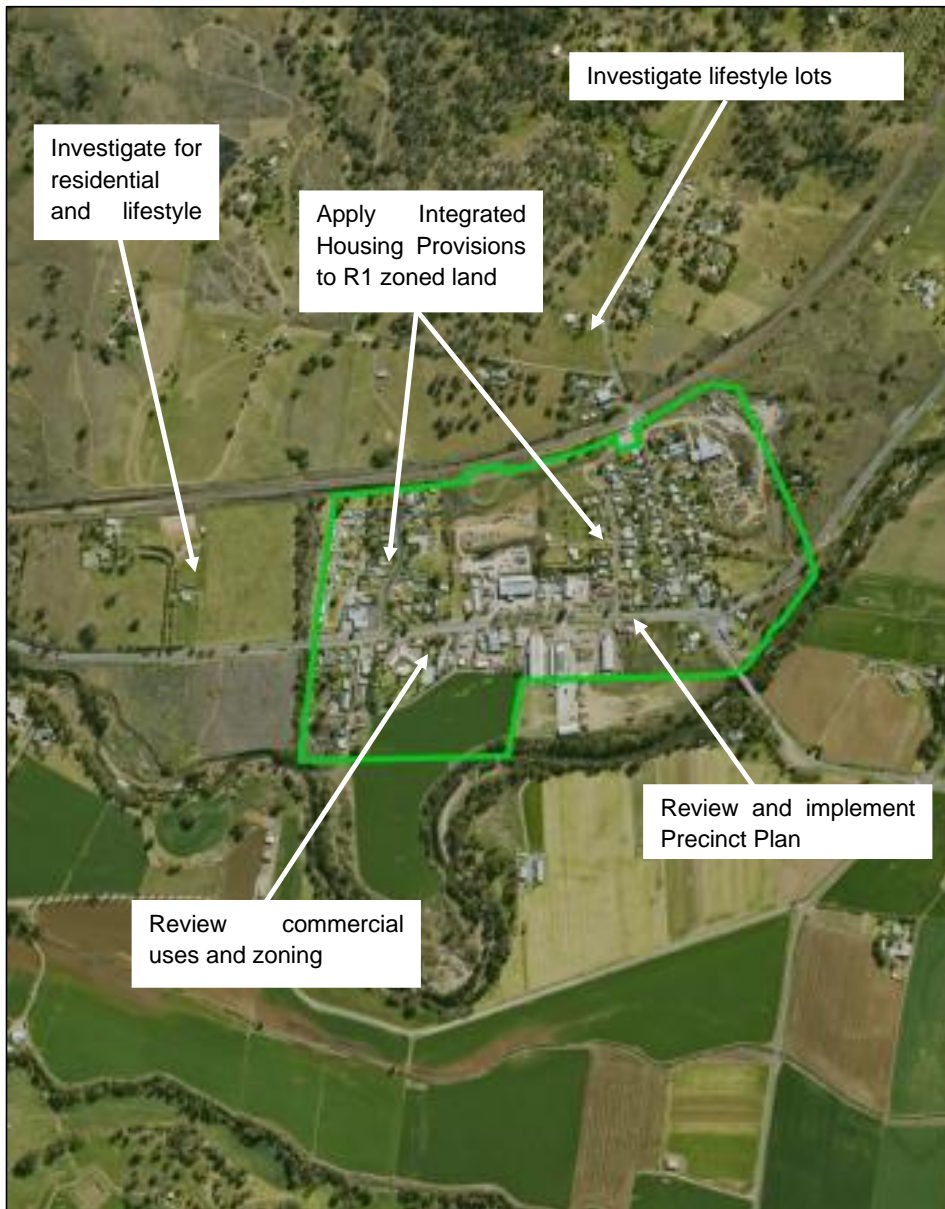 Investigate lifestyle lots
Investigate for
residential
and lifestyle
Apply Integrated
Housing Provisions
to R1 zoned land
Review and implement
Precinct Plan
Review commercial
uses and zoning